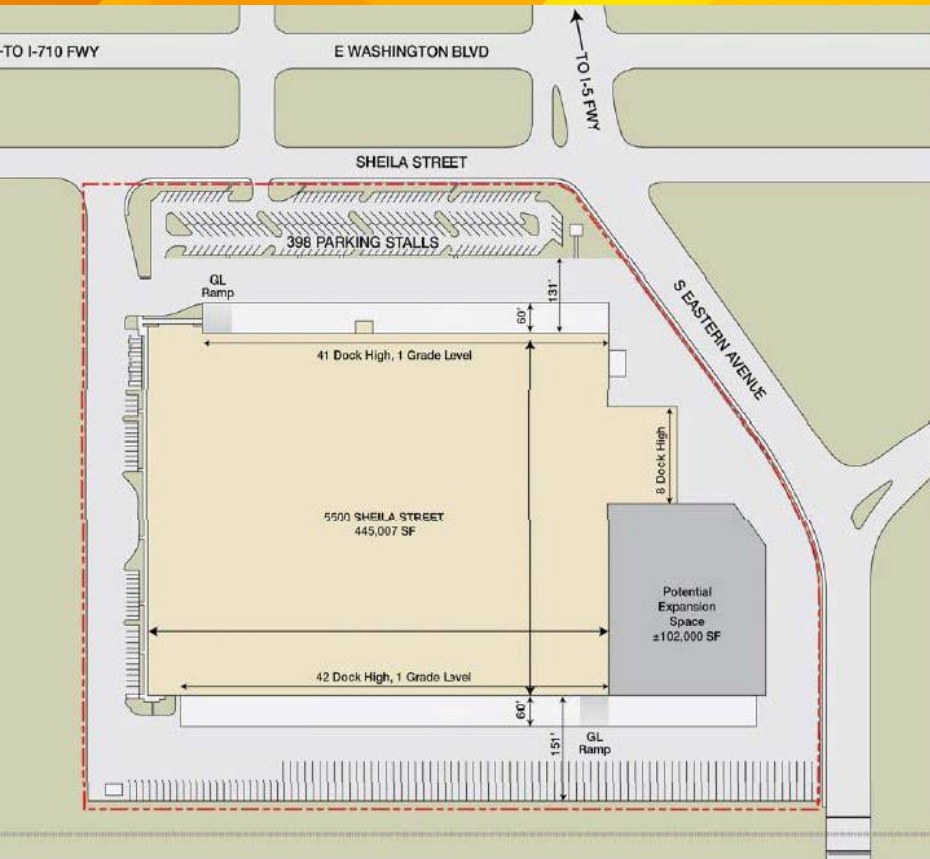 -TO I-710 FWY
E WASHINGTON BLVD
TO I-5 FWY
SHEILA STREET
398 PARKING STALLS
GL
Ramp
60'
131'
S EASTERN AVENUE
41 Dock High, 1 Grade Level
8 Dock High
5500 SHEILA STREET
445,007 SF
Potential
Expansion
Space
±102,000 SF
42 Dock High, 1 Grade Level
60'
151'
GL
Ramp